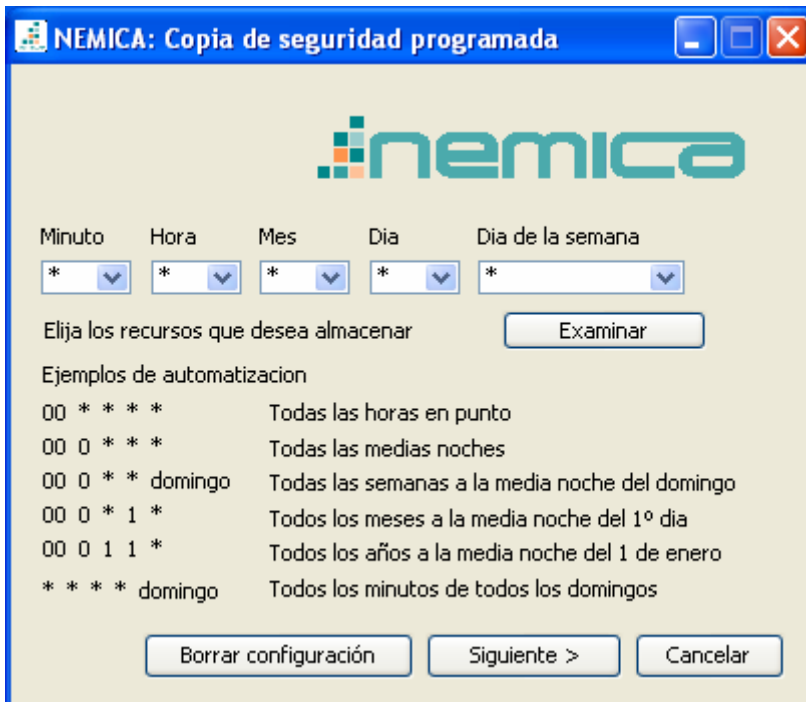 NEMICA: Copia de seguridad programada
nemica
Minuto Hora Mes Dia Dia de la semana
* * * * *
Elija los recursos que desea almacenar Examinar
Ejemplos de automatizacion
00 * * * * Todas las horas en punto
00 0 * * * Todas las medias noches
00 0 * * domingo Todas las semanas a la media noche del domingo
00 0 * 1 * Todos los meses a la media noche del 1º dia
00 0 1 1 * Todos los años a la media noche del 1 de enero
* * * * domingo Todos los minutos de todos los domingos
Borrar configuración Siguiente > Cancelar